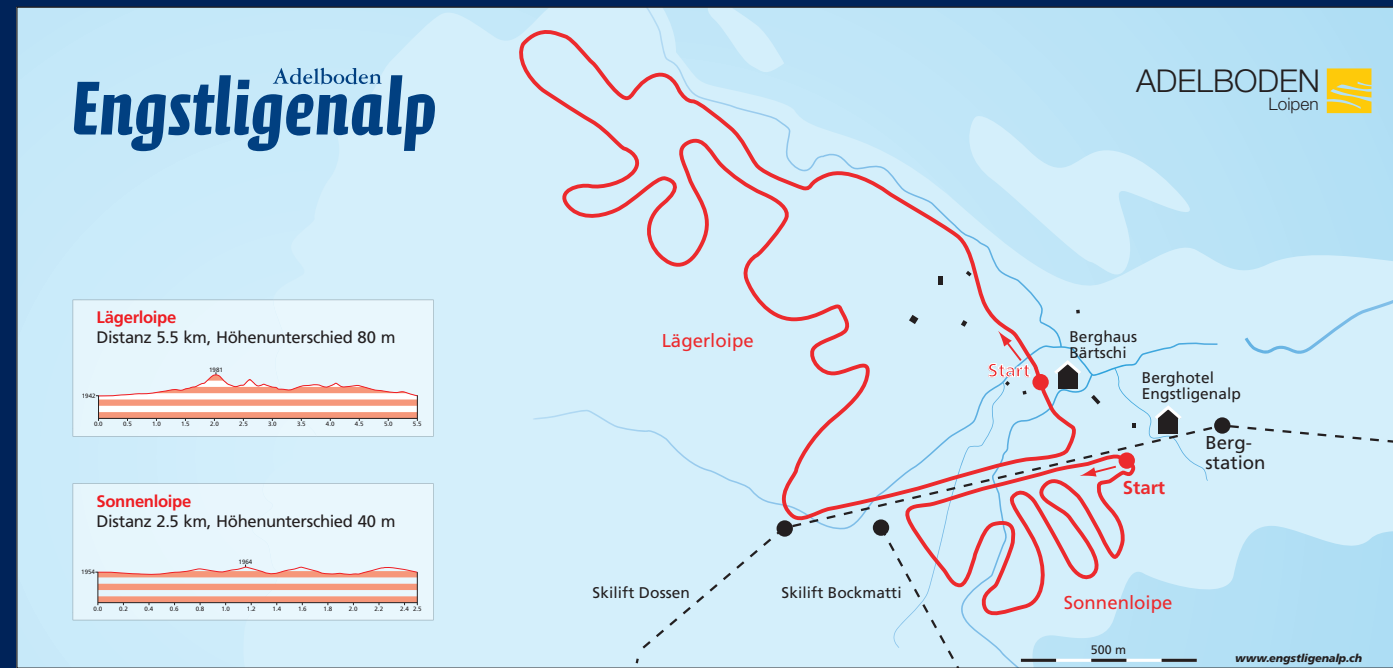 Adelboden
Engstligenalp
ADELBODEN
Loipen
Lägerloipe
Distanz 5.5 km, Höhenunterschied 80 m
1981
1942
0.0 0.5 1.0 1.5 2.0 2.5 3.0 3.5 4.0 4.5 5.0 5.5
Sonnenloipe
Distanz 2.5 km, Höhenunterschied 40 m
1964
1954
0.0 0.2 0.4 0.6 0.8 1.0 1.2 1.4 1.6 1.8 2.0 2.2 2.4 2.5
Lägerloipe
Start
Berghaus
Bärtschi
Berghotel
Engstligenalp
Berg-
station
Start
Skilift Dossen
Skilift Bockmatti
Sonnenloipe
500 m
www.engstligenalp.ch